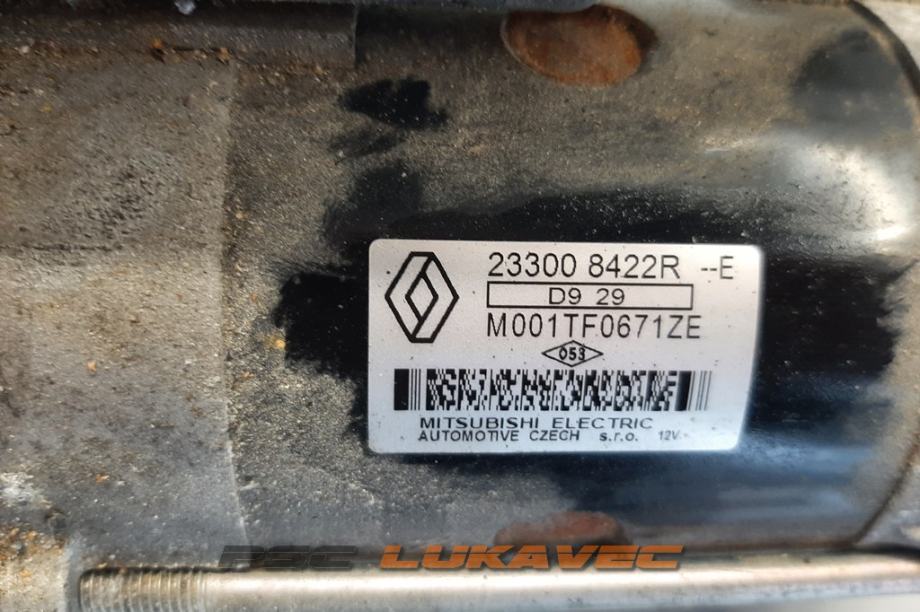 23300 8422R --E
D9 29
M001TF0671ZE
053
MITSUBISHI ELECTRIC
AUTOMOTIVE CZECH s.r.o. 12V
PSC LUKAVEC